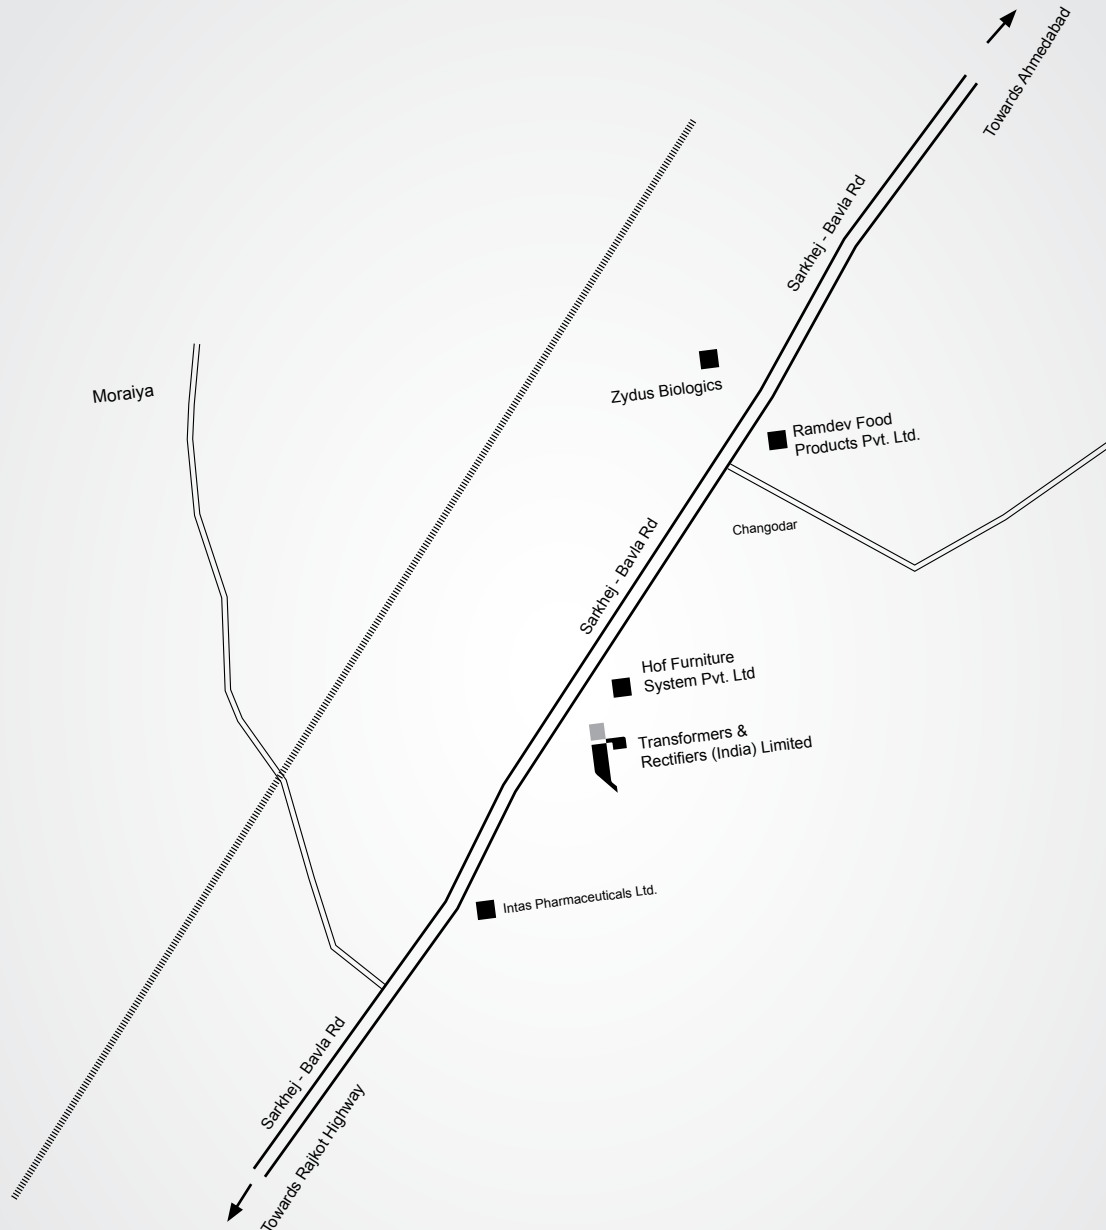 Towards Ahmedabad
Sarkhej - Bavla Rd
Zydus Biologics
Moraiya
Ramdev Food
Products Pvt. Ltd.
Changodar
Sarkhej - Bavla Rd
Hof Furniture
System Pvt. Ltd
Transformers &
Rectifiers (India) Limited
Intas Pharmaceuticals Ltd.
Sarkhej - Bavla Rd
Towards Rajkot Highway